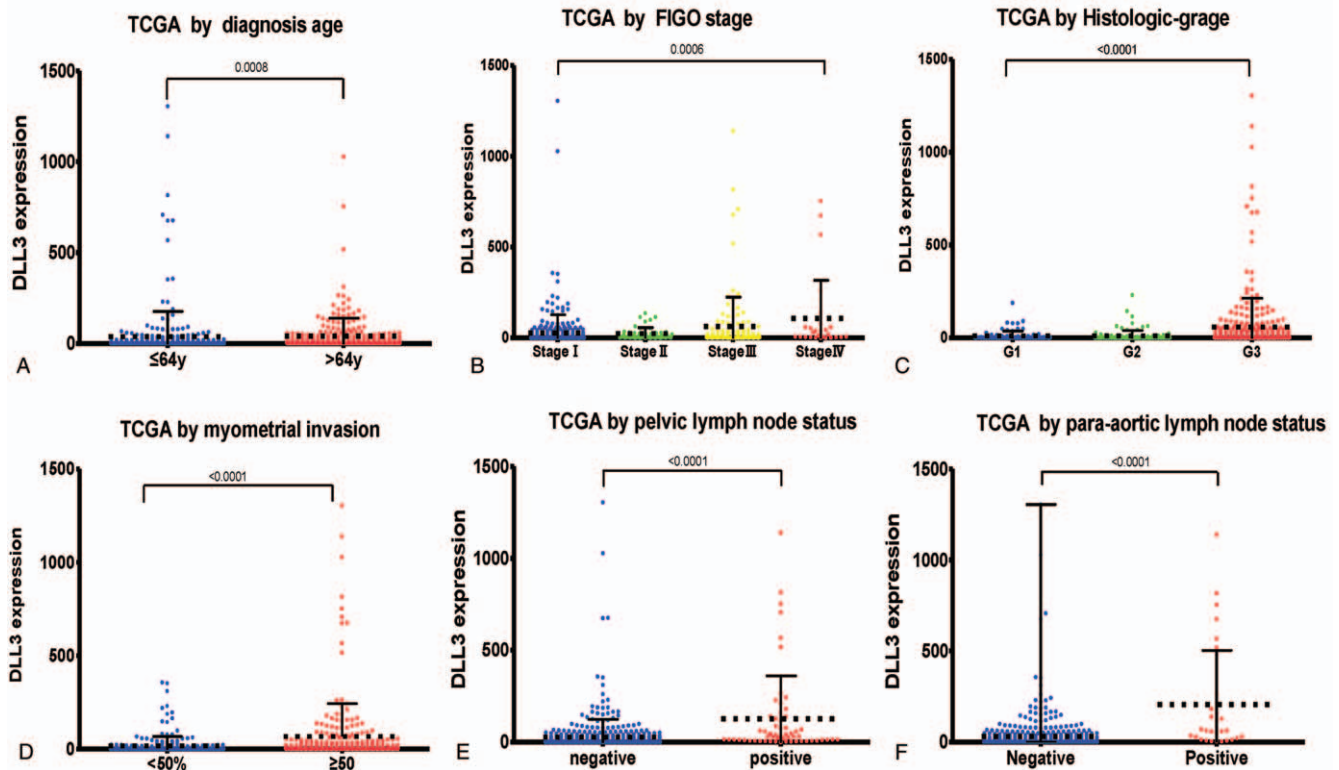 TCGA by diagnosis age
0.0008
1500
1000
500
0
DLL3 expression
≤64y >64y
A
TCGA by FIGO stage
0.0006
1500
1000
500
0
DLL3 expression
Stage I Stage II Stage III Stage IV
B
TCGA by Histologic-grage
<0.0001
1500
1000
500
0
DLL3 expression
G1 G2 G3
C
TCGA by myometrial invasion
<0.0001
1500
1000
500
0
DLL3 expression
<50% ≥50
D
TCGA by pelvic lymph node status
<0.0001
1500
1000
500
0
DLL3 expression
negative positive
E
TCGA by para-aortic lymph node status
<0.0001
1500
1000
500
0
DLL3 expression
Negative Positive
F